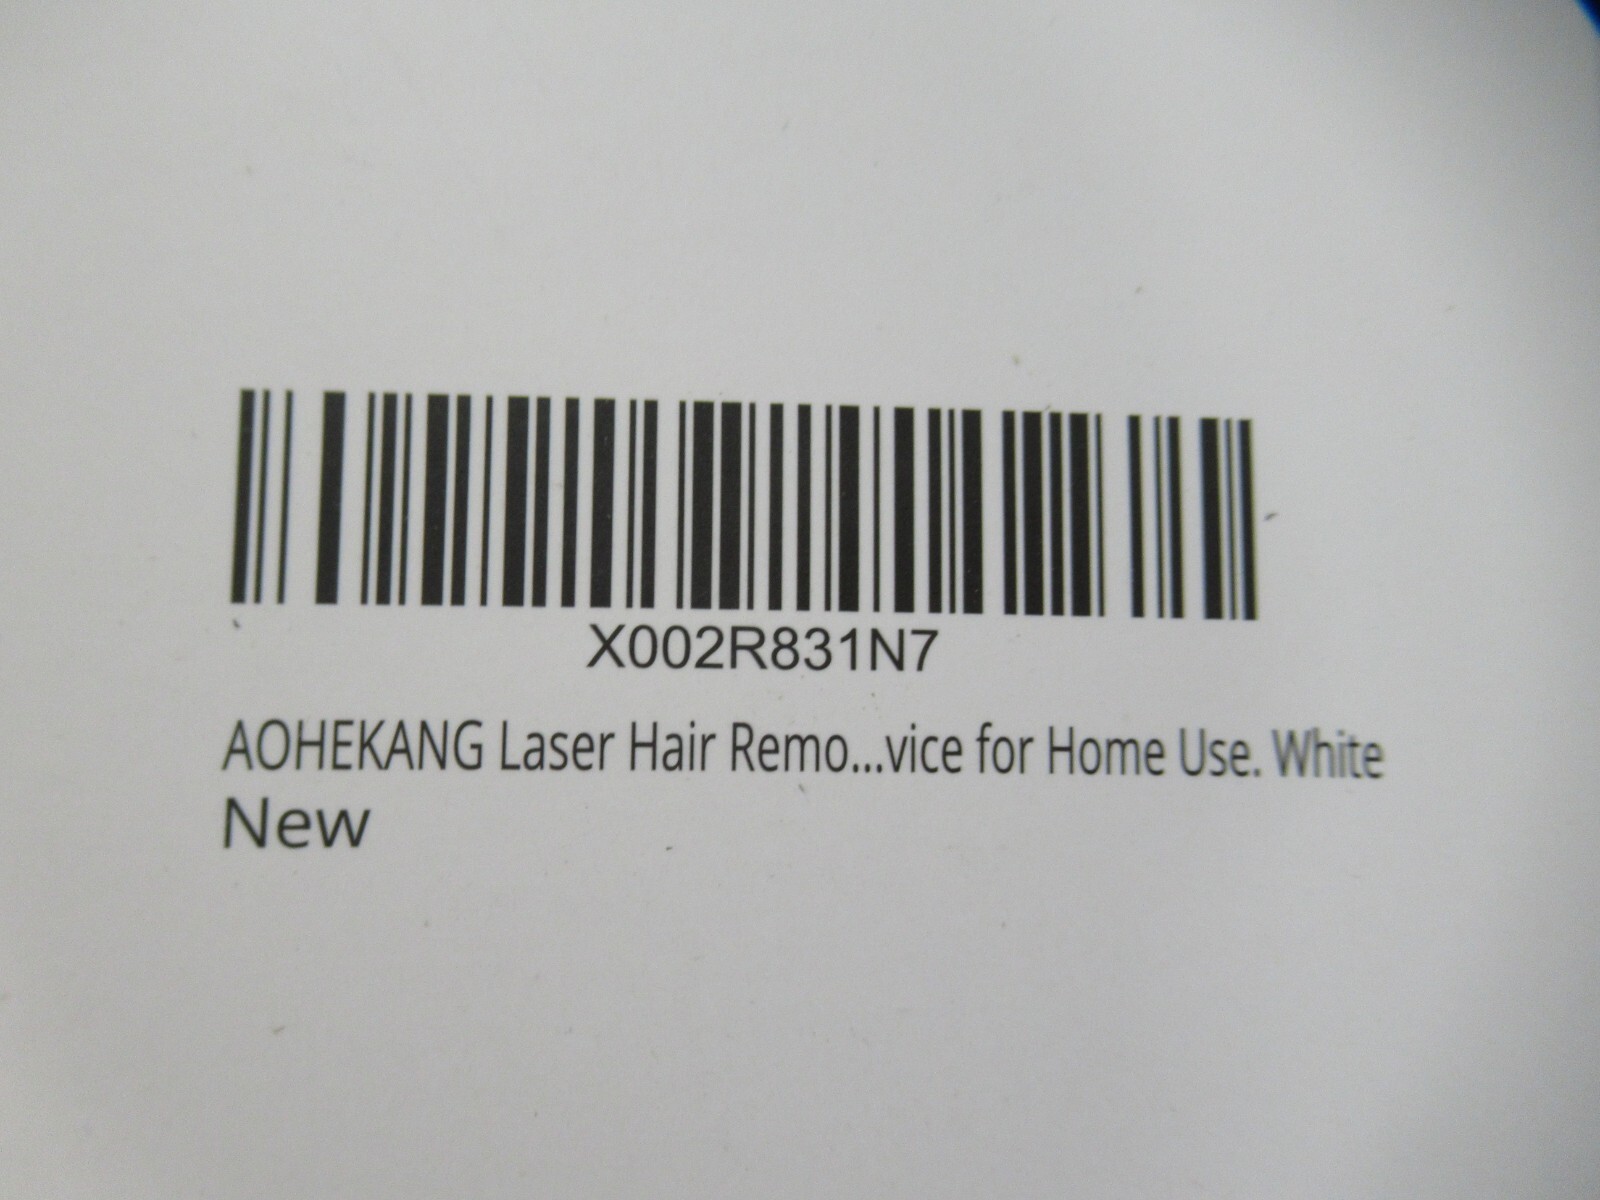 X002R831N7
AOHEKANG Laser Hair Remo...vice for Home Use. White
New